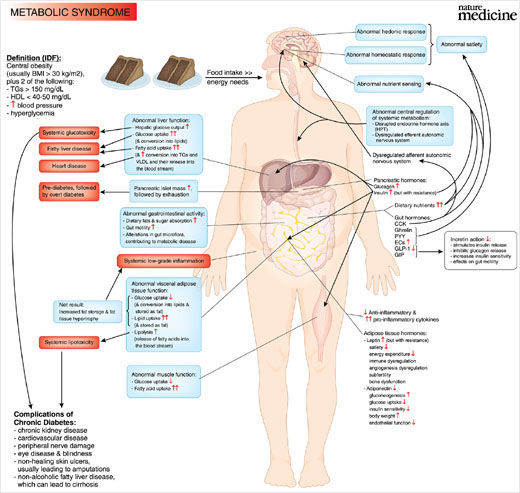 METABOLIC SYNDROME
nature
medicine
Definition (IDF):
Central obesity
(usually BMI > 30 kg/m2),
plus 2 of the following:
- TGs > 150 mg/dL
- HDL < 40-50 mg/dL
- ↑ blood pressure
- hyperglycemia
Food intake >>
energy needs
Abnormal hedonic response
Abnormal homeostatic response
Abnormal satiety
Abnormal nutrient sensing
Abnormal central regulation
of systemic metabolism:
- Disrupted endocrine hormone axis
(HPT)
- Dysregulated efferent autonomic
nervous system
Dysregulated afferent autonomic
nervous system
Systemic glucotoxicity
Fatty liver disease
Heart disease
Abnormal liver function:
- Hepatic glucose output ↑
- Glucose uptake ↑↑
(& conversion into lipids)
- Fatty acid uptake ↑↑
(& ↑ conversion into TGs and
VLDL and their release into
the blood stream)
Pre-diabetes, followed
by overt diabetes
Pancreatic islet mass ↑,
followed by exhaustion
Pancreatic hormones:
Glucagon ↑
Insulin ↑ (but with resistance)
Dietary nutrients ↑↑
Gut hormones:
CCK
Ghrelin
PYY
ECs ↑
GLP-1 ↓
GIP
Incretin action ↓:
- stimulates insulin release
- inhibits glucagon release
- increases insulin sensitivity
- effects on gut motility
Abnormal gastrointestinal activity:
- Dietary fats & sugar absorption ↑
- Gut motility ↑
- Alterations in gut microflora,
contributing to metabolic disease
Systemic low-grade inflammation
Net result:
Increased fat storage & fat
tissue hypertrophy
Abnormal visceral adipose
tissue function:
- Glucose uptake ↓
(& conversion into lipids &
stored as fat)
- Lipid uptake ↑↑
(& stored as fat)
- Lipolysis ↑
(release of fatty acids into
the blood stream)
Systemic lipotoxicity
Abnormal muscle function:
- Glucose uptake ↓
- Fatty acid uptake ↑↑
↓ Anti-inflammatory &
↑↑ pro-inflammatory cytokines
Adipose tissue hormones:
- Leptin ↑ (but with resistance)
satiety ↓
energy expenditure ↓
immune dysregulation
angiogenesis dysregulation
subfertility
bone dysfunction
- Adiponectin ↓
gluconeogenesis ↑
glucose uptake ↓
insulin sensitivity ↓
body weight ↑
endothelial function ↓
Complications of
Chronic Diabetes:
- chronic kidney disease
- cardiovascular disease
- peripheral nerve damage
- eye disease & blindness
- non-healing skin ulcers,
usually leading to amputations
- non-alcoholic fatty liver disease,
which can lead to cirrhosis